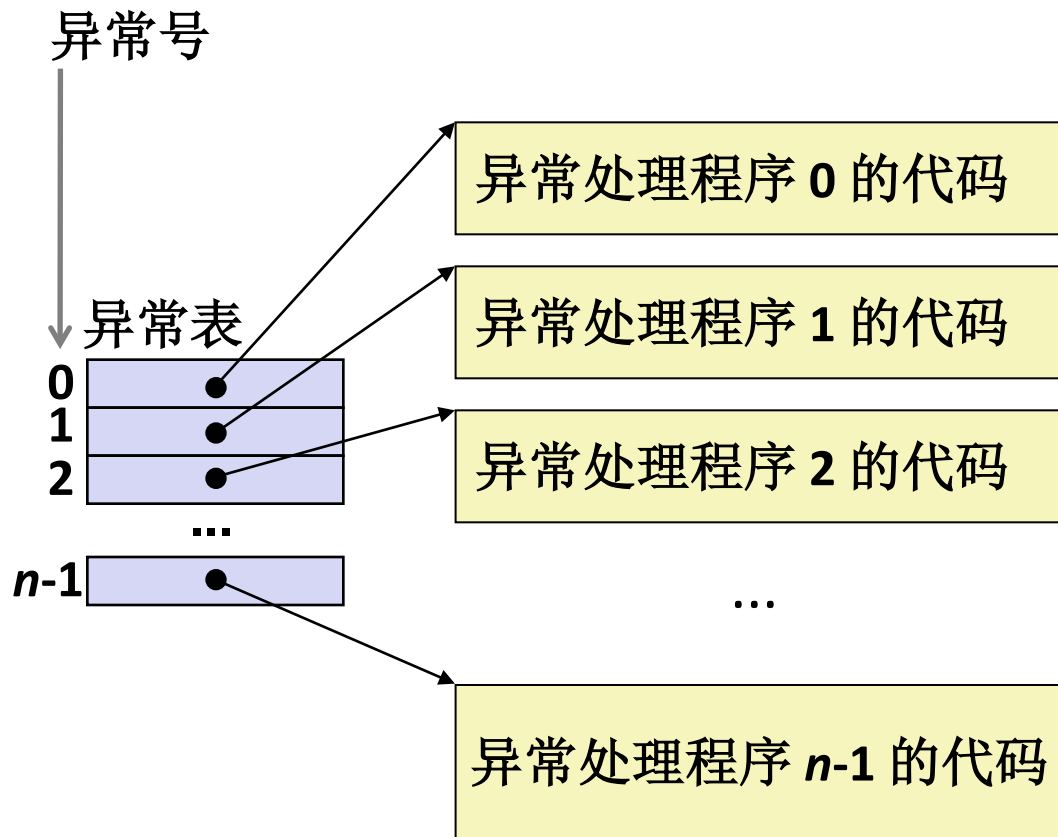 异常号
异常表
0
1
2
...
n-1
异常处理程序 0 的代码
异常处理程序 1 的代码
异常处理程序 2 的代码
...
异常处理程序 n-1 的代码